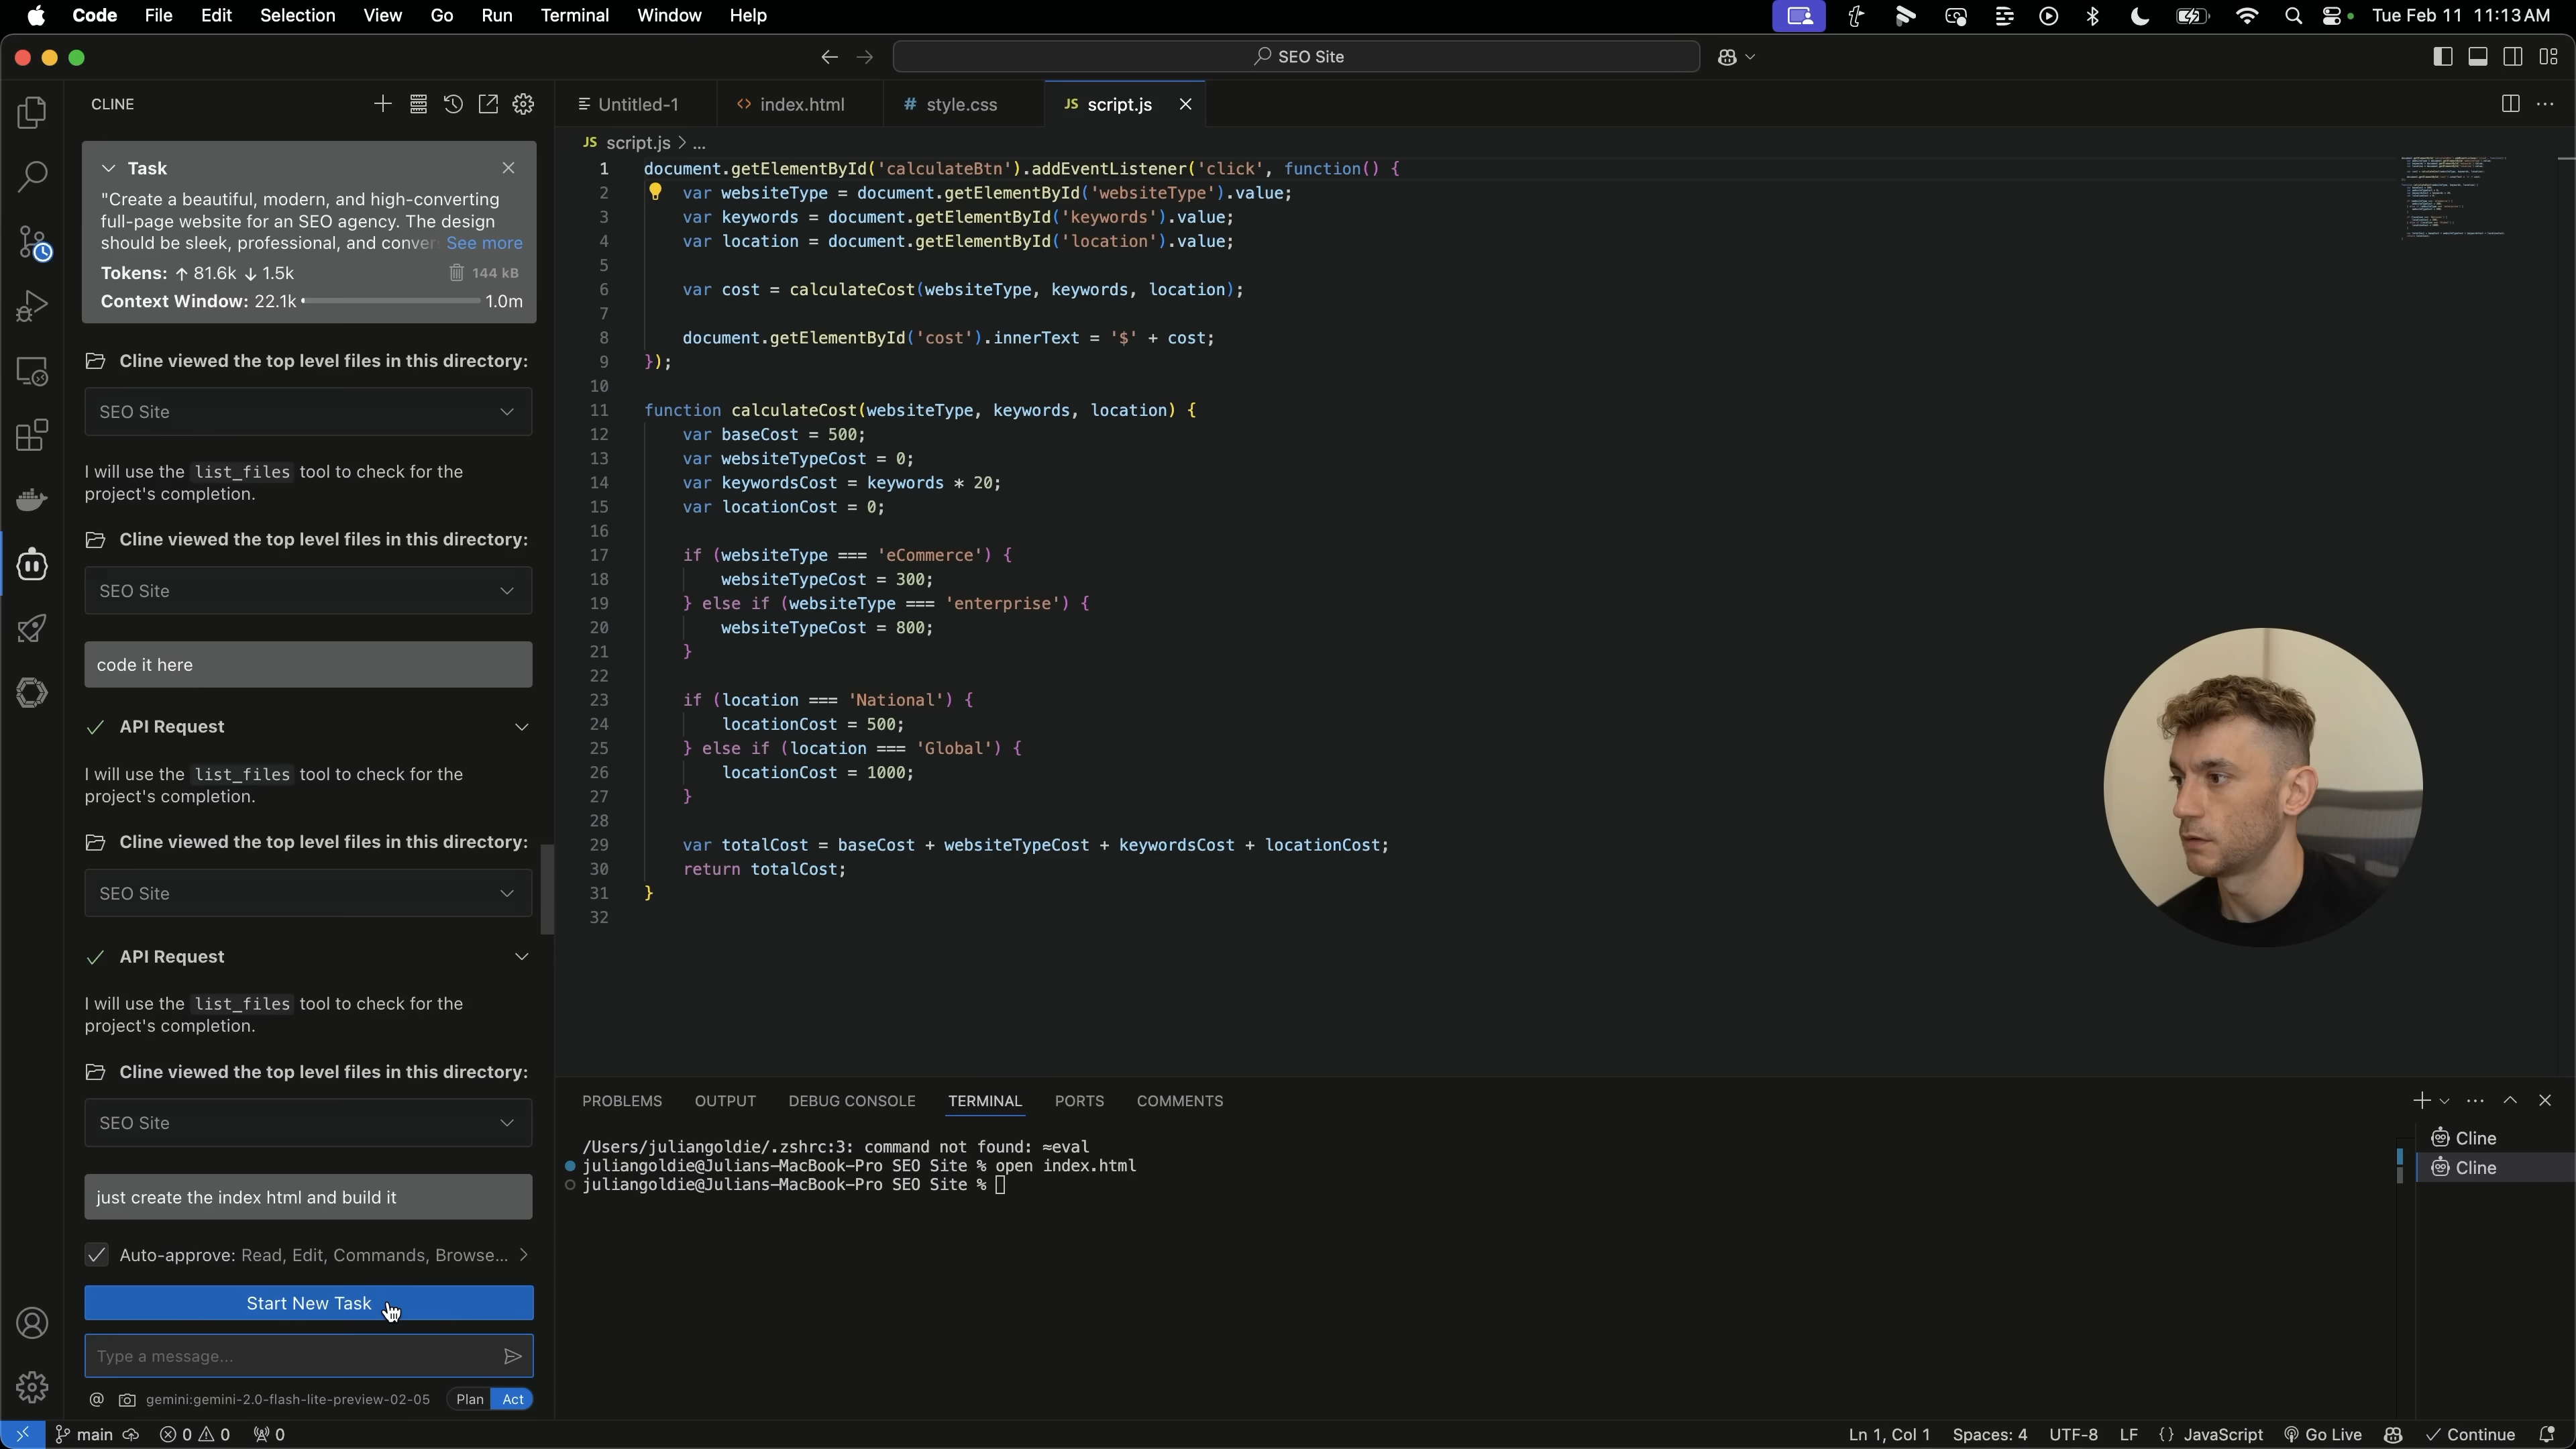 Code File Edit Selection View Go Run Terminal Window Help
Tue Feb 11 11:13 AM
SEO Site
CLINE
Task
"Create a beautiful, modern, and high-converting
full-page website for an SEO agency. The design
should be sleek, professional, and conver See more
Tokens: ↑ 81.6k ↓ 1.5k 144 kB
Context Window: 22.1k 1.0m
Cline viewed the top level files in this directory:
SEO Site
I will use the list_files tool to check for the
project's completion.
Cline viewed the top level files in this directory:
SEO Site
code it here
API Request
I will use the list_files tool to check for the
project's completion.
Cline viewed the top level files in this directory:
SEO Site
API Request
I will use the list_files tool to check for the
project's completion.
Cline viewed the top level files in this directory:
SEO Site
just create the index html and build it
Auto-approve: Read, Edit, Commands, Browse...
Start New Task
Type a message...
@ gemini:gemini-2.0-flash-lite-preview-02-05 Plan Act
Untitled-1 <> index.html # style.css JS script.js
JS script.js > ...
1 document.getElementById('calculateBtn').addEventListener('click', function() {
2 var websiteType = document.getElementById('websiteType').value;
3 var keywords = document.getElementById('keywords').value;
4 var location = document.getElementById('location').value;
5
6 var cost = calculateCost(websiteType, keywords, location);
7
8 document.getElementById('cost').innerText = '$' + cost;
9 });
10
11 function calculateCost(websiteType, keywords, location) {
12 var baseCost = 500;
13 var websiteTypeCost = 0;
14 var keywordsCost = keywords * 20;
15 var locationCost = 0;
16
17 if (websiteType === 'eCommerce') {
18 websiteTypeCost = 300;
19 } else if (websiteType === 'enterprise') {
20 websiteTypeCost = 800;
21 }
22
23 if (location === 'National') {
24 locationCost = 500;
25 } else if (location === 'Global') {
26 locationCost = 1000;
27 }
28
29 var totalCost = baseCost + websiteTypeCost + keywordsCost + locationCost;
30 return totalCost;
31 }
32
PROBLEMS OUTPUT DEBUG CONSOLE TERMINAL PORTS COMMENTS
/Users/juliangoldie/.zshrc:3: command not found: ≈eval
juliangoldie@Julians-MacBook-Pro SEO Site % open index.html
juliangoldie@Julians-MacBook-Pro SEO Site %
Cline
Cline
main 0 0 0
Ln 1, Col 1 Spaces: 4 UTF-8 LF {} JavaScript Go Live Continue